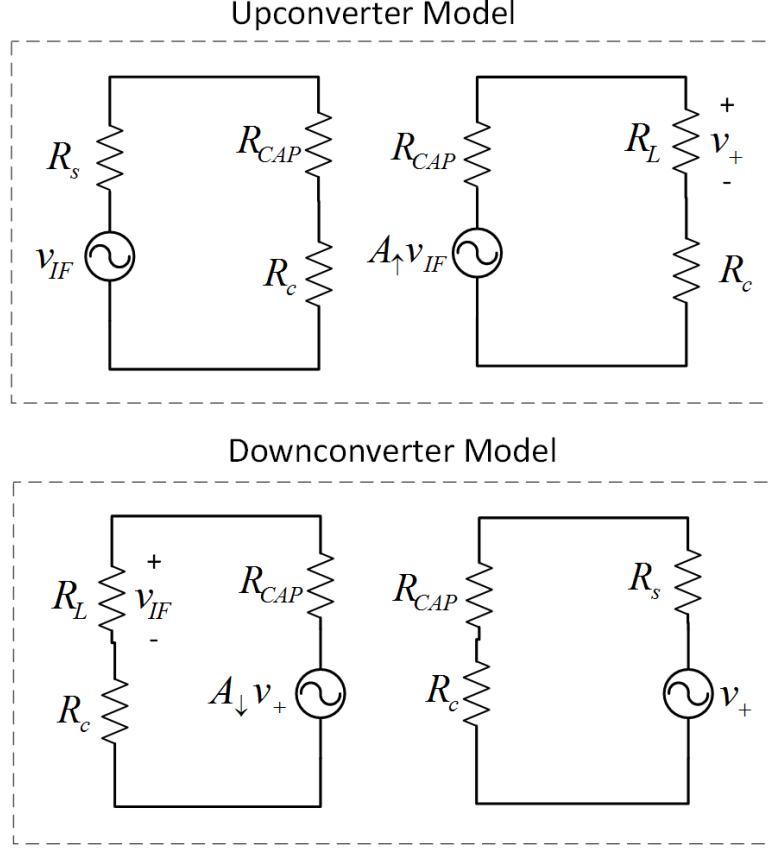 Upconverter Model
R_s
v_IF
R_CAP
R_c
R_CAP
A_↑ v_IF
R_L
+
v_+
-
R_c
Downconverter Model
R_L
+
v_IF
-
R_c
R_CAP
A_↓ v_+
R_CAP
R_c
R_s
v_+